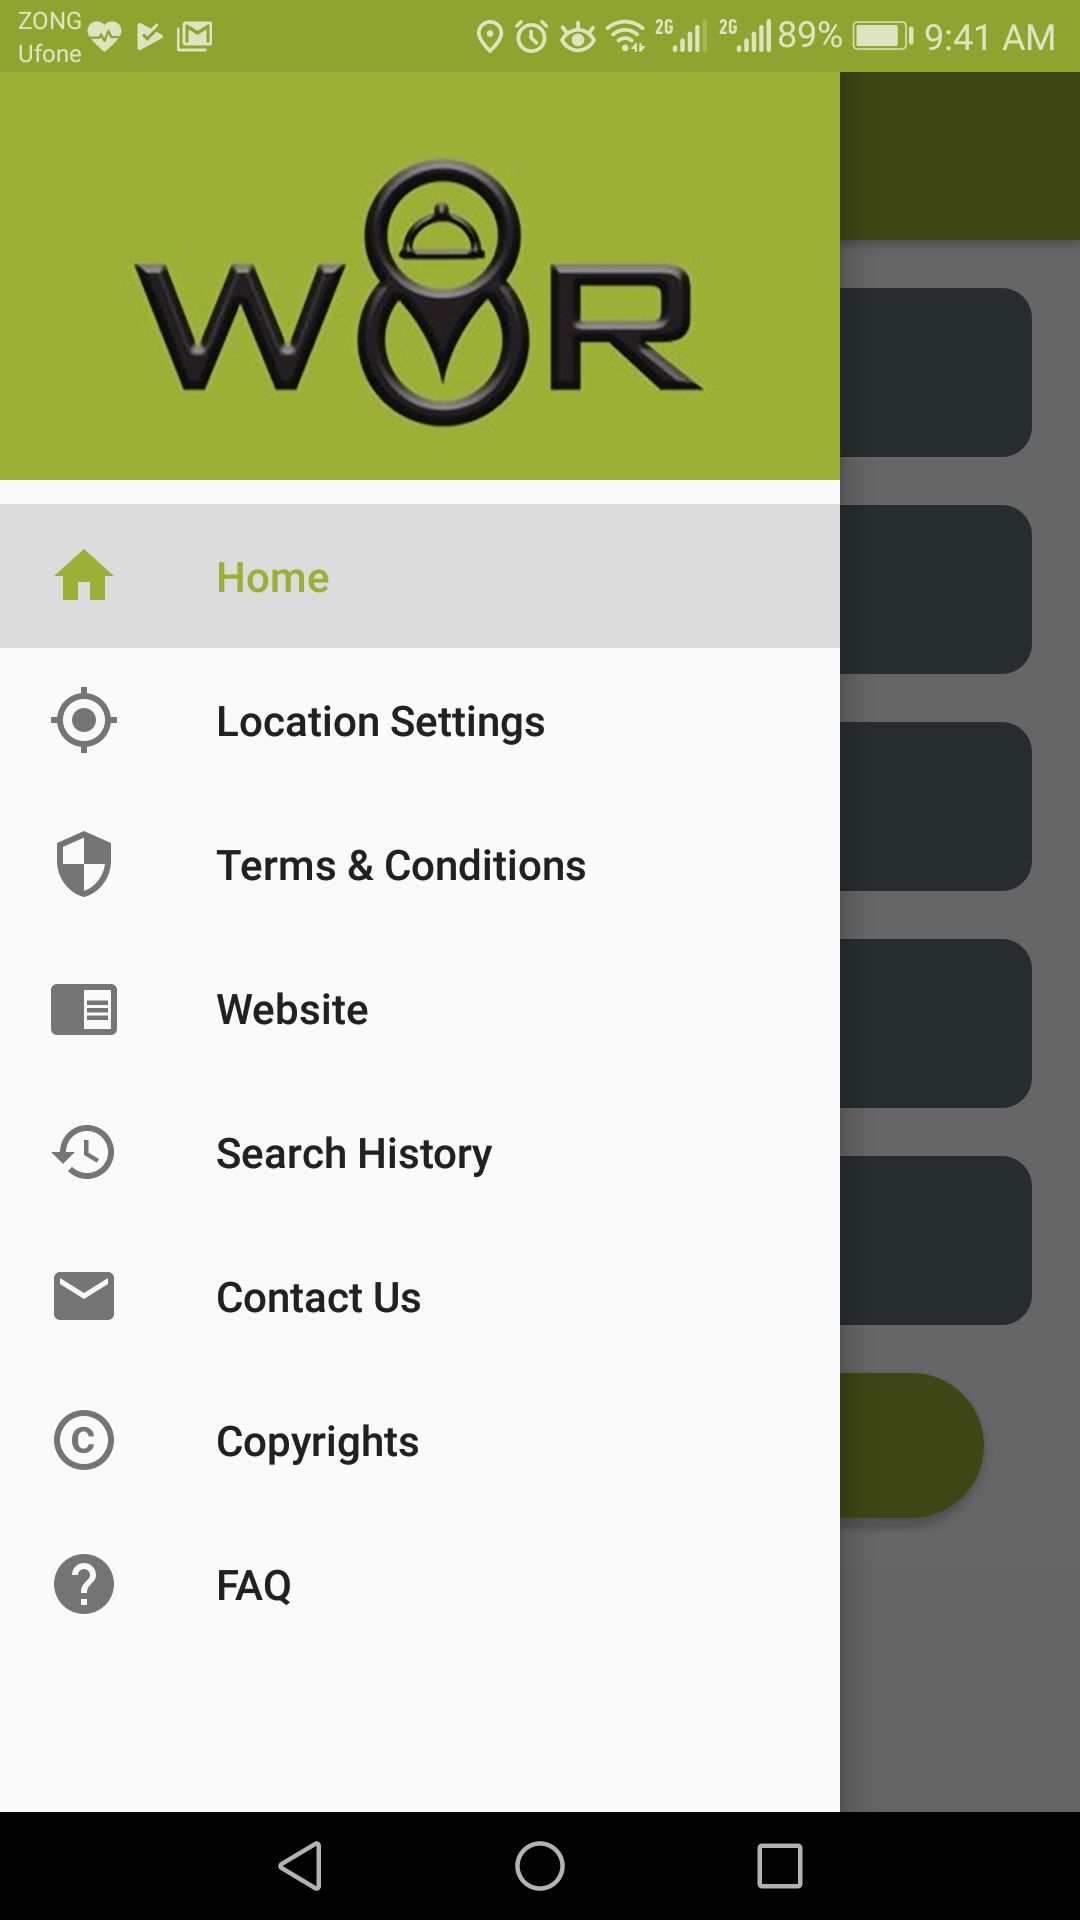 ZONG
Ufone
2G 2G 89% 9:41 AM
W8R
Home
Location Settings
Terms & Conditions
Website
Search History
Contact Us
Copyrights
FAQ